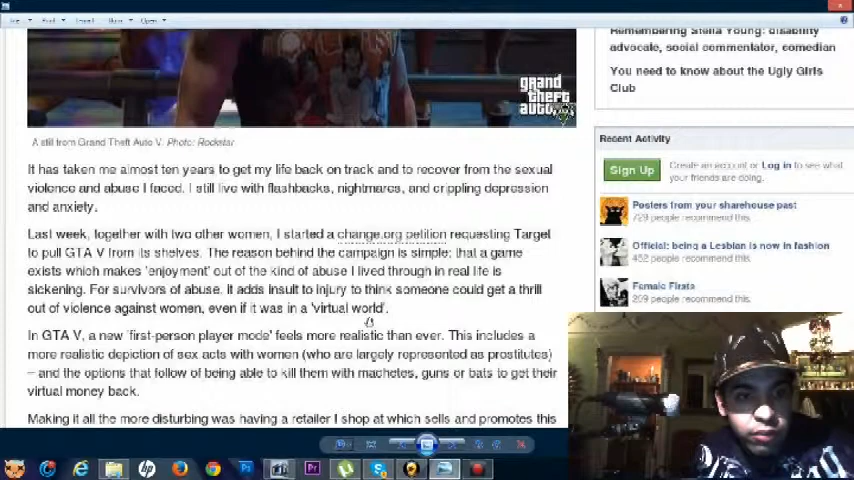 File Print E-mail Burn Open
Remembering Stella Young: disability
advocate, social commentator, comedian
You need to know about the Ugly Girls
Club
grand
theft
auto
A still from Grand Theft Auto V. Photo: Rockstar
Recent Activity
Sign Up
Create an account or Log in to see what
your friends are doing.
Posters from your sharehouse past
729 people recommend this.
Official: being a Lesbian is now in fashion
452 people recommend this.
Female Firsts
209 people recommend this.
It has taken me almost ten years to get my life back on track and to recover from the sexual
violence and abuse I faced. I still live with flashbacks, nightmares, and crippling depression
and anxiety.
Last week, together with two other women, I started a change.org petition requesting Target
to pull GTA V from its shelves. The reason behind the campaign is simple: that a game
exists which makes 'enjoyment' out of the kind of abuse I lived through in real life is
sickening. For survivors of abuse, it adds insult to injury to think someone could get a thrill
out of violence against women, even if it was in a 'virtual world'.
In GTA V, a new 'first-person player mode' feels more realistic than ever. This includes a
more realistic depiction of sex acts with women (who are largely represented as prostitutes)
– and the options that follow of being able to kill them with machetes, guns or bats to get their
virtual money back.
Making it all the more disturbing was having a retailer I shop at which sells and promotes this
hp
Ps
Pr